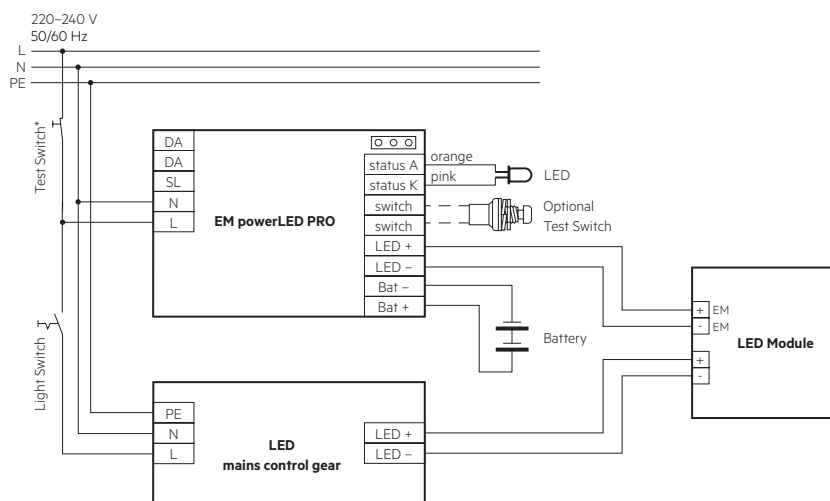 220–240 V
50/60 Hz
L
N
PE
Test Switch*
Light Switch
DA
DA
SL
N
L
EM powerLED PRO
status A
status K
switch
switch
LED +
LED –
Bat –
Bat +
orange
pink
LED
Optional
Test Switch
Battery
+ EM
- EM
+
-
LED Module
PE
N
L
LED
mains control gear
LED +
LED –